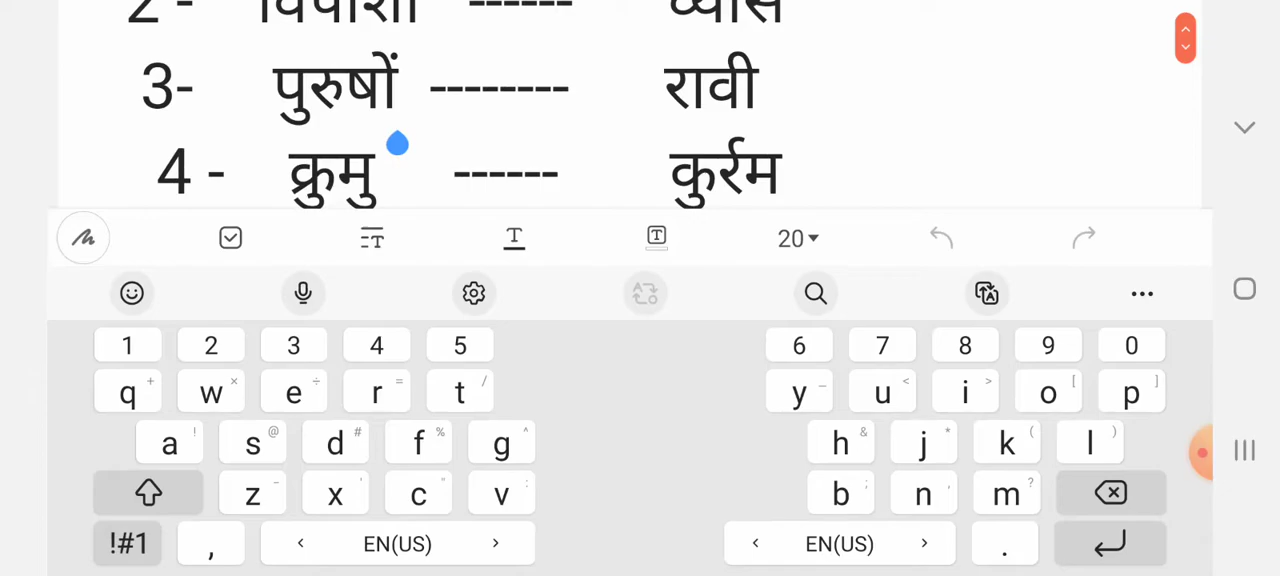 2 - विपाशा ------ ब्यास
3- पुरुषों -------- रावी
4 - क्रुमु ------ कुर्रम
T T T 20
1 2 3 4 5 6 7 8 9 0
q + w × e ÷ r = t / y _ u < i > o [ p ]
a ! s @ d # f % g ^ h & j * k ( l )
z - x ' c " v : b ; n , m ?
!#1 , < EN(US) > < EN(US) > .